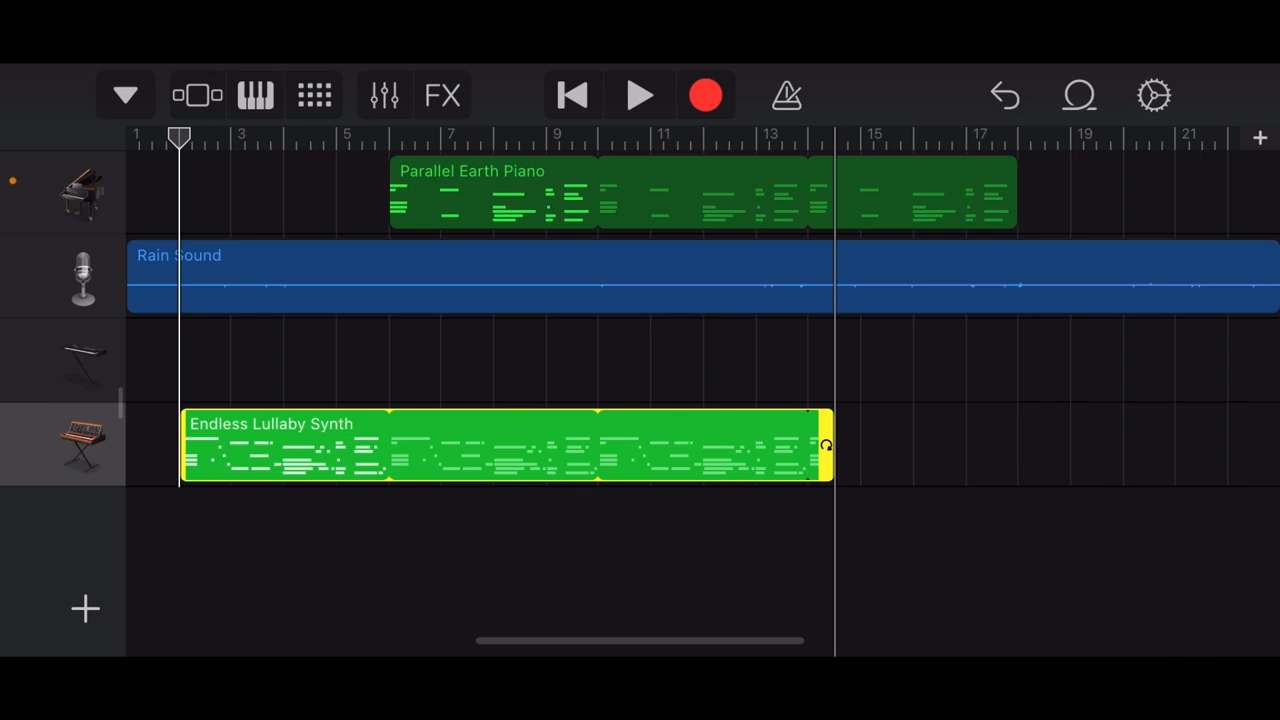 FX
1 3 5 7 9 11 13 15 17 19 21
Parallel Earth Piano
Rain Sound
Endless Lullaby Synth